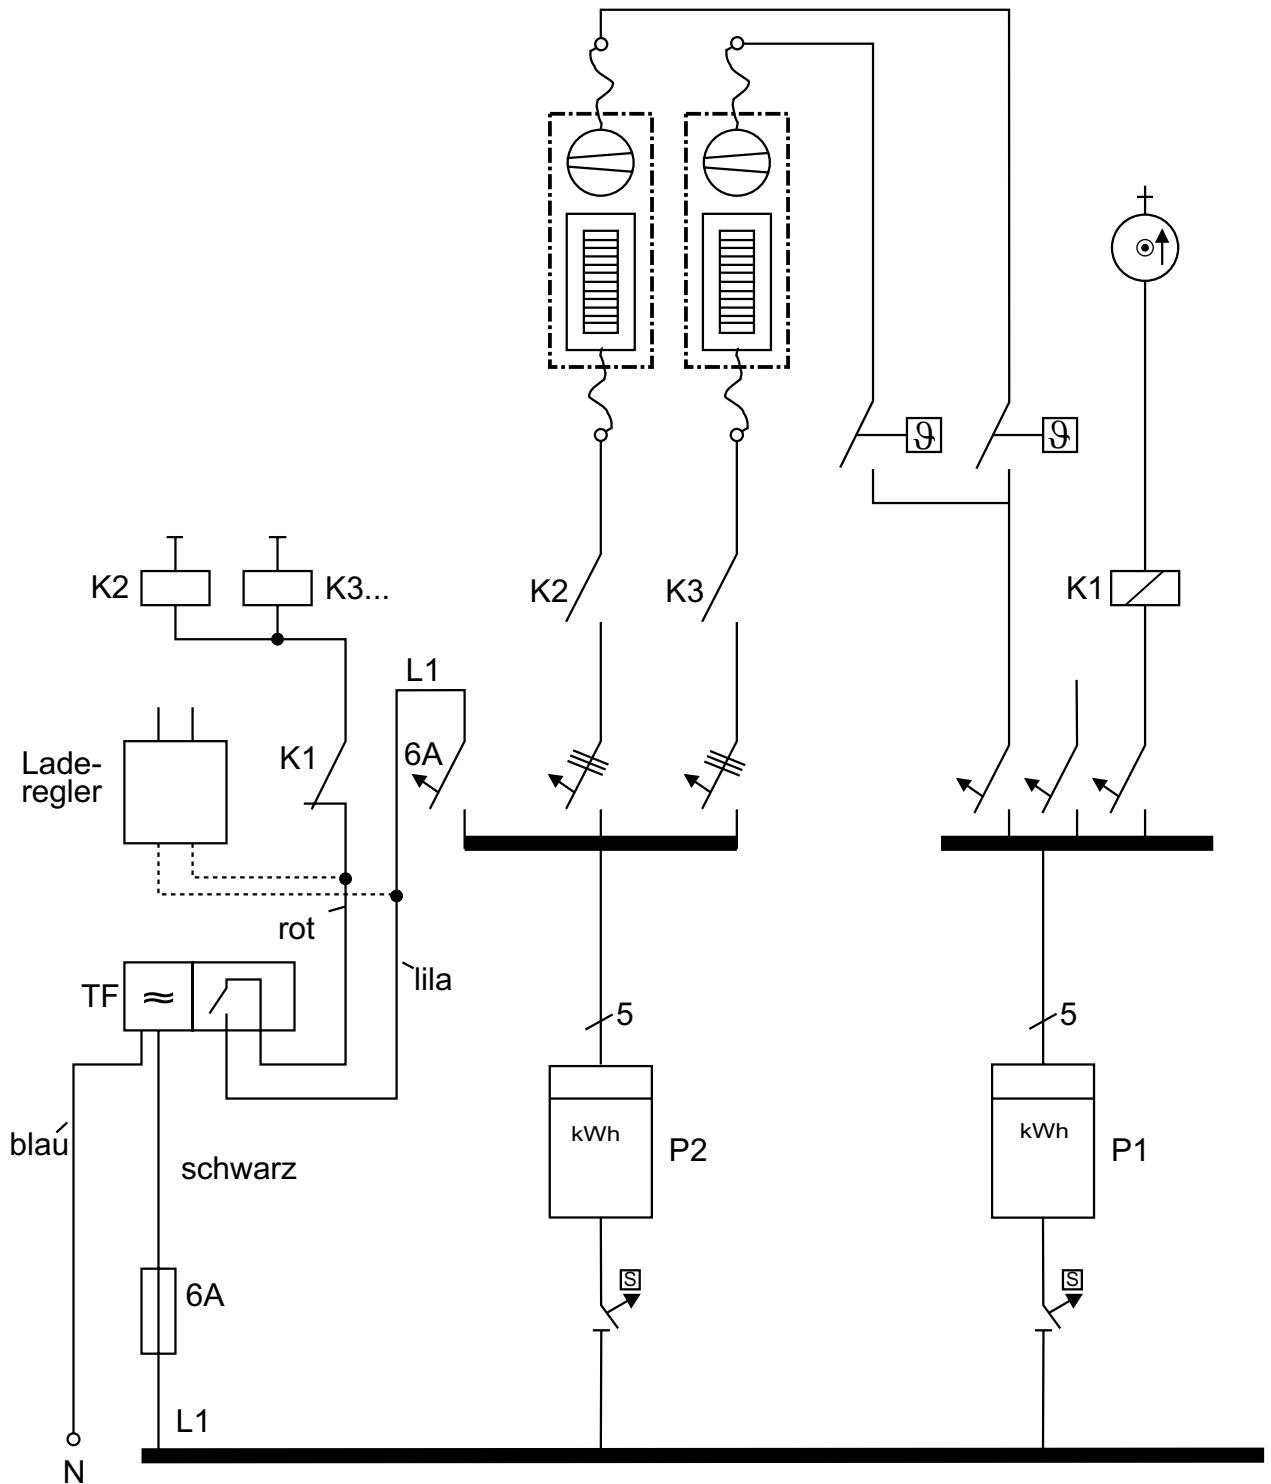 ϑ
ϑ
K2
K3...
K2
K3
K1
L1
K1
6A
Lade-
regler
rot
lila
TF
≈
5
5
blau
kWh
P2
kWh
P1
schwarz
S
S
6A
L1
N